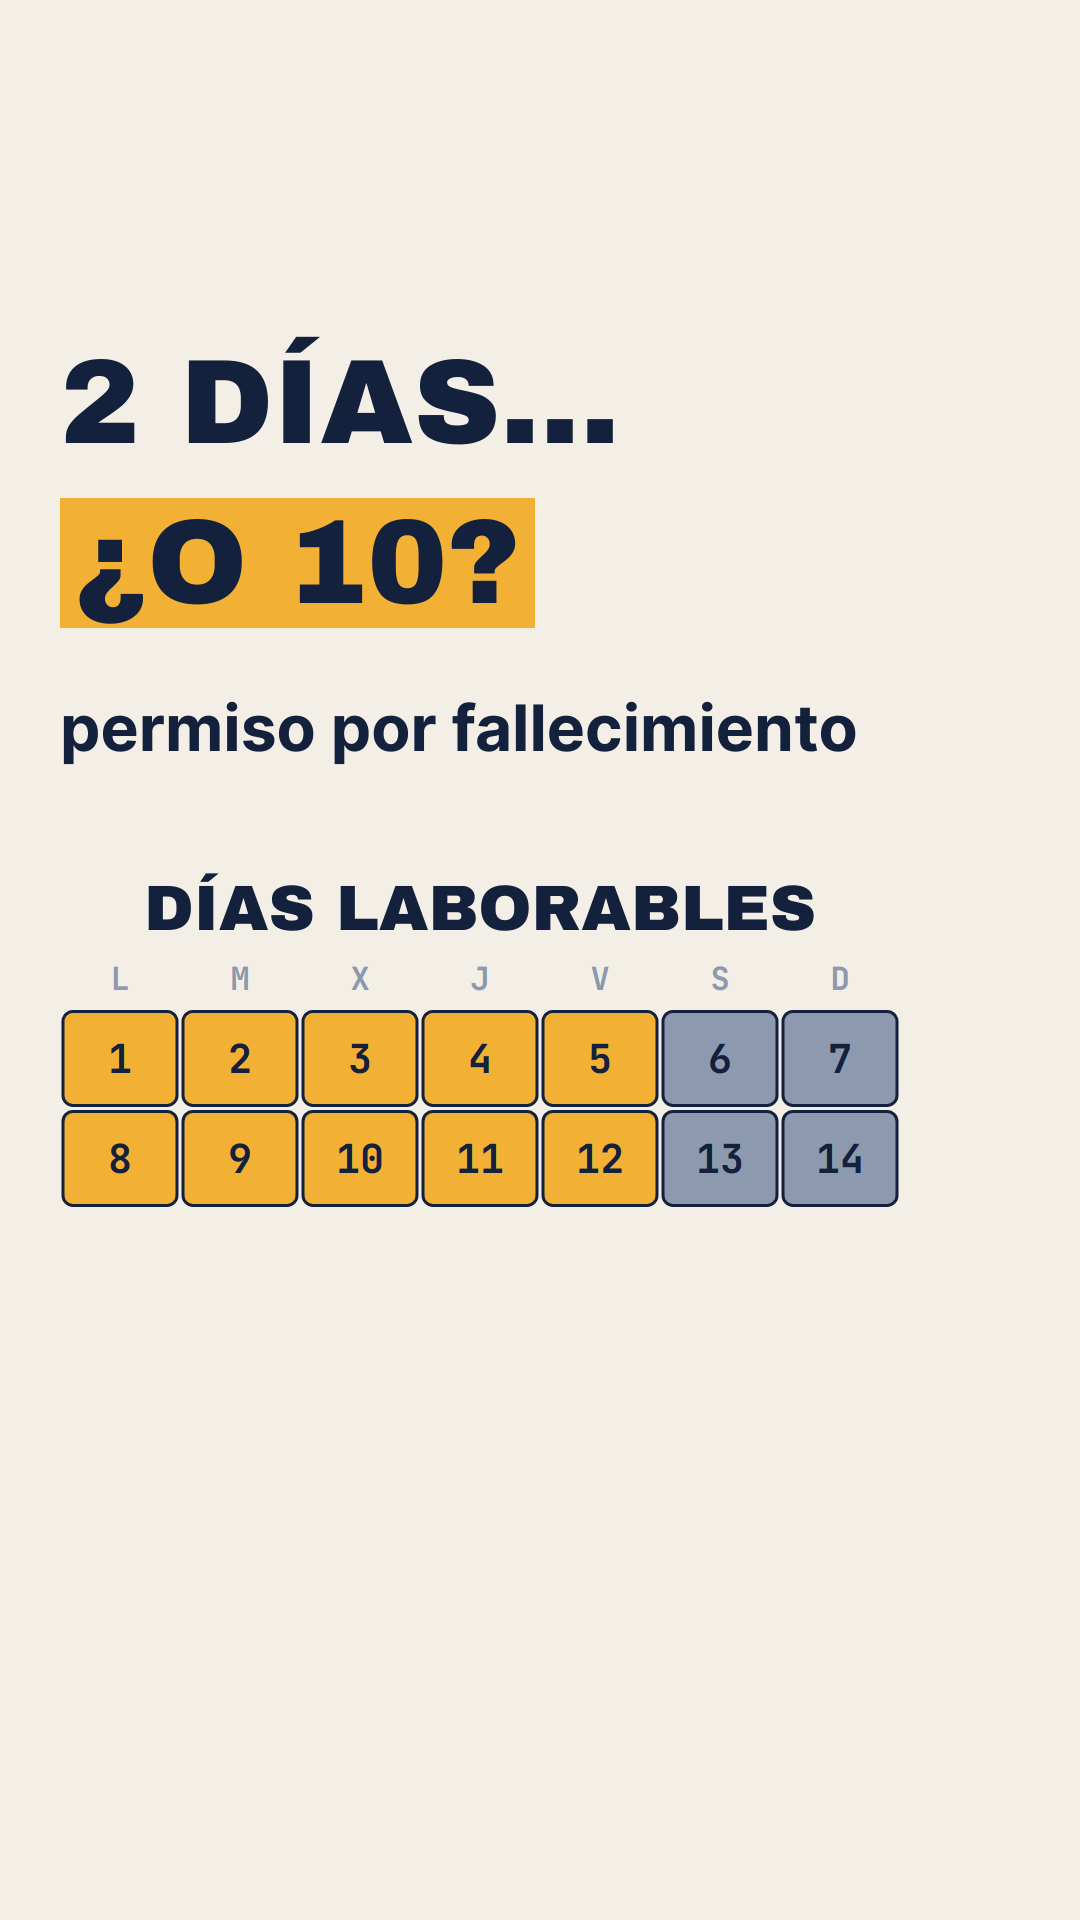 2 DÍAS...
¿O 10?
permiso por fallecimiento
DÍAS LABORABLES
L M X J V S D
1 2 3 4 5 6 7
8 9 10 11 12 13 14